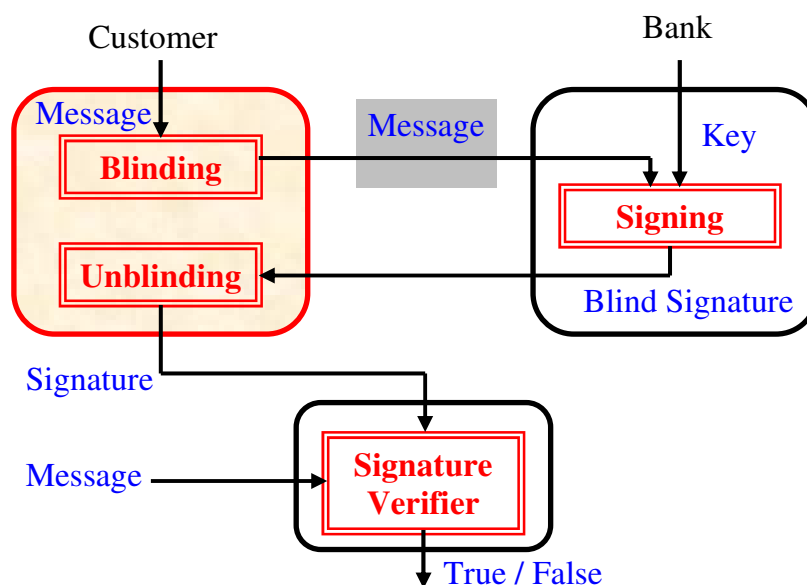 Customer
Bank
Message
Message
Key
Blinding
Signing
Unblinding
Blind Signature
Signature
Signature
Verifier
Message
True / False